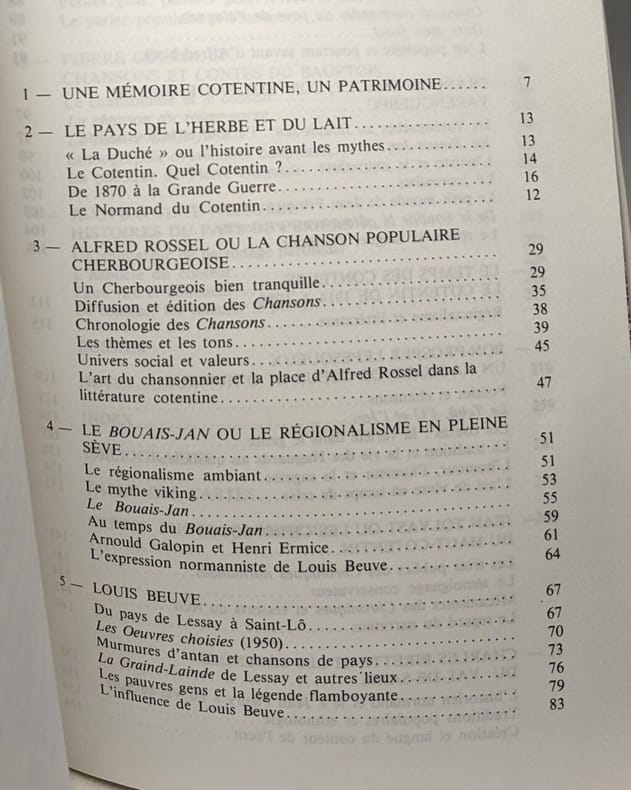 1 — UNE MÉMOIRE COTENTINE, UN PATRIMOINE...... 7
2 — LE PAYS DE L'HERBE ET DU LAIT.................. 13
« La Duché » ou l'histoire avant les mythes.............. 13
Le Cotentin. Quel Cotentin ?............................ 14
De 1870 à la Grande Guerre............................. 16
Le Normand du Cotentin................................ 12
3 — ALFRED ROSSEL OU LA CHANSON POPULAIRE
CHERBOURGEOISE.................................... 29
Un Cherbourgeois bien tranquille........................ 29
Diffusion et édition des Chansons........................ 35
Chronologie des Chansons............................... 38
Les thèmes et les tons................................... 39
Univers social et valeurs................................. 45
L'art du chansonnier et la place d'Alfred Rossel dans la
littérature cotentine..................................... 47
4 — LE BOUAIS-JAN OU LE RÉGIONALISME EN PLEINE
SÈVE.................................................. 51
Le régionalisme ambiant................................. 51
Le mythe viking......................................... 53
Le Bouais-Jan........................................... 55
Au temps du Bouais-Jan................................. 59
Arnould Galopin et Henri Ermice........................ 61
L'expression normanniste de Louis Beuve............... 64
5 — LOUIS BEUVE.......................................... 67
Du pays de Lessay à Saint-Lô........................... 67
Les Oeuvres choisies (1950)............................. 70
Murmures d'antan et chansons de pays.................. 73
La Graind-Lainde de Lessay et autres lieux.............. 76
Les pauvres gens et la légende flamboyante.............. 79
L'influence de Louis Beuve............................... 83